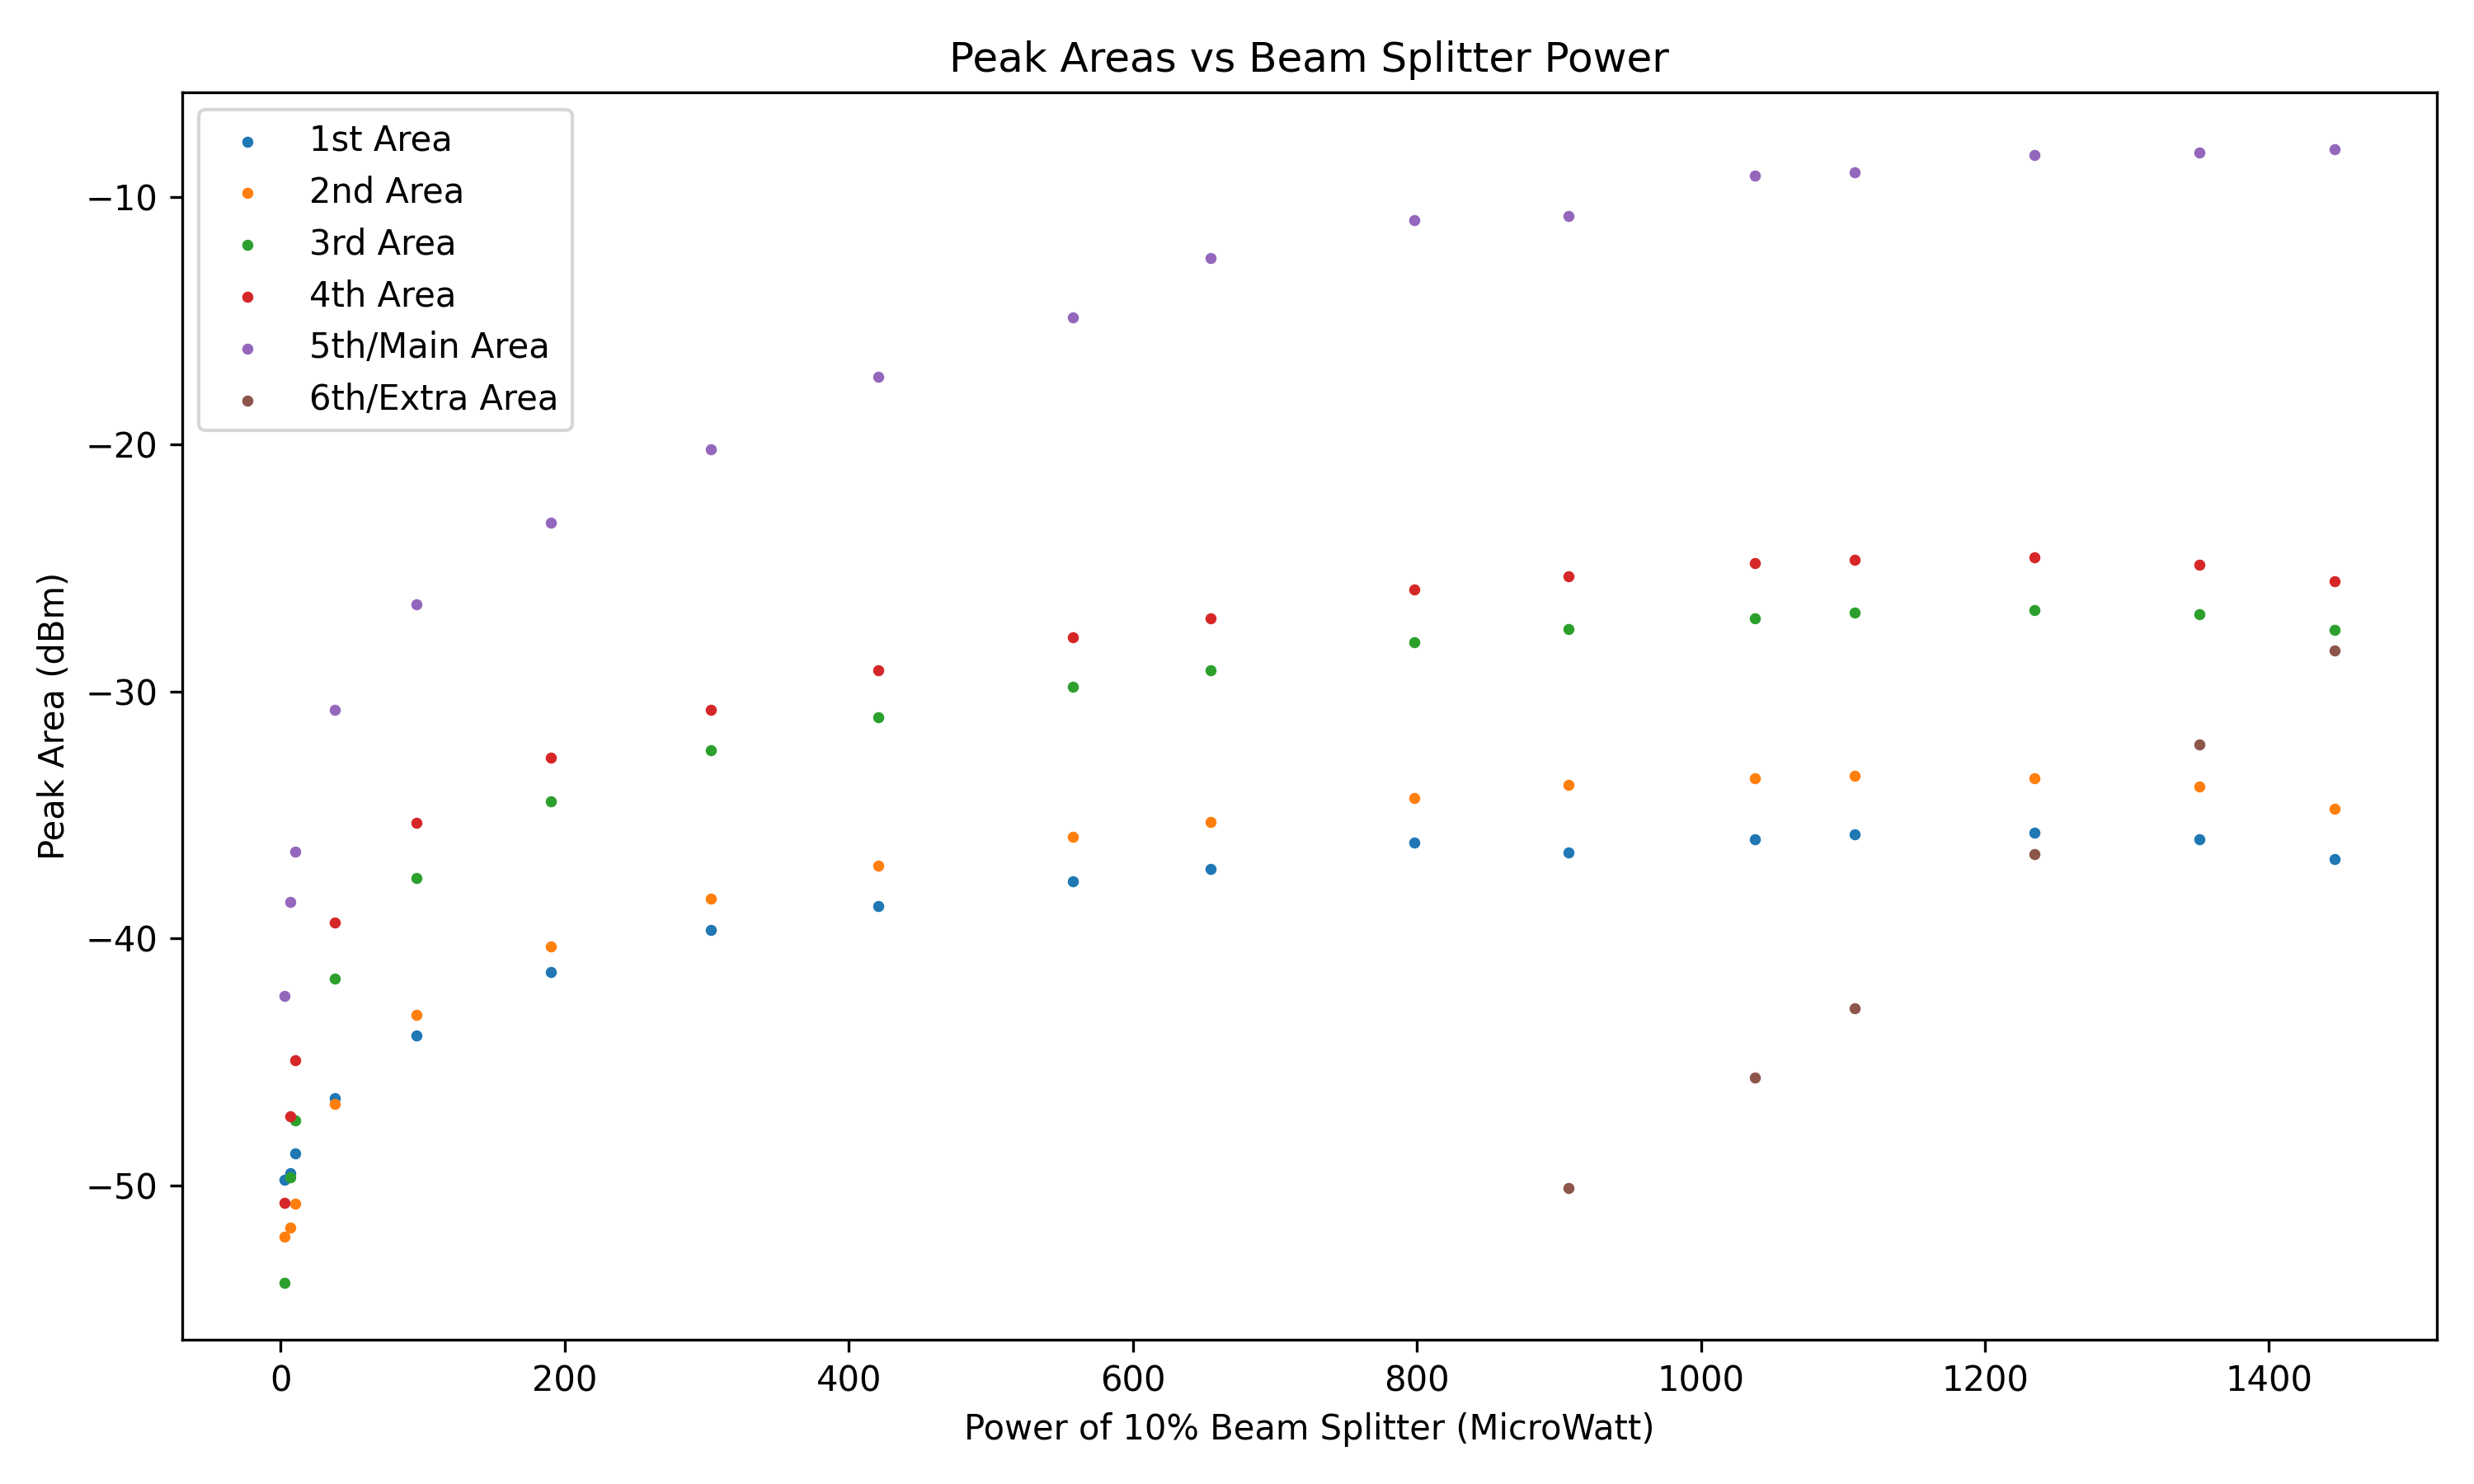 Peak Areas vs Beam Splitter Power
1st Area
2nd Area
3rd Area
4th Area
5th/Main Area
6th/Extra Area
−10
−20
−30
−40
−50
Peak Area (dBm)
0 200 400 600 800 1000 1200 1400
Power of 10% Beam Splitter (MicroWatt)